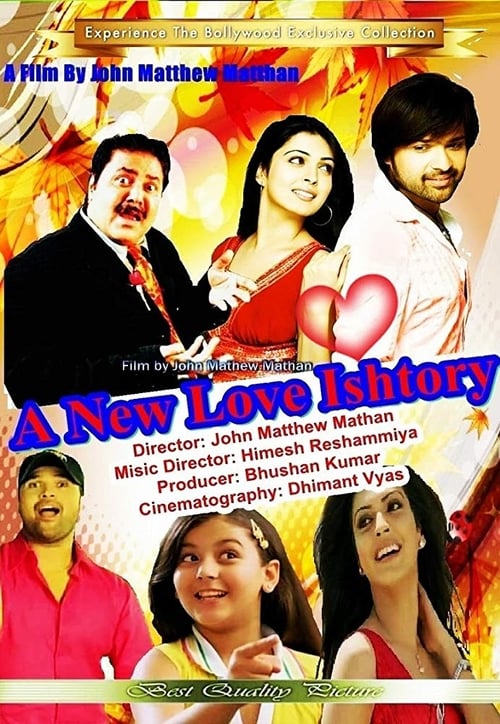 Experience The Bollywood Exclusive Collection
A Film By John Matthew Matthan
Film by John Mathew Mathan
A New Love Ishtory
Director: John Matthew Mathan
Misic Director: Himesh Reshammiya
Producer: Bhushan Kumar
Cinematography: Dhimant Vyas
Best Quality Picture